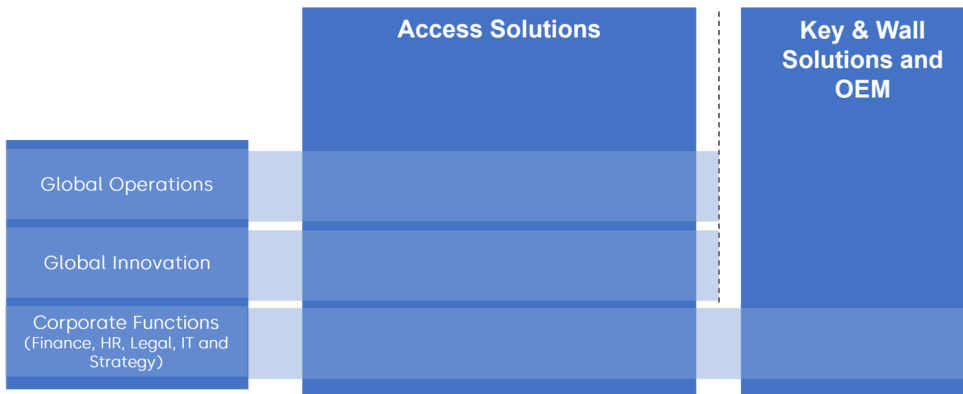 Access Solutions
Key & Wall
Solutions and
OEM
Global Operations
Global Innovation
Corporate Functions
(Finance, HR, Legal, IT and
Strategy)